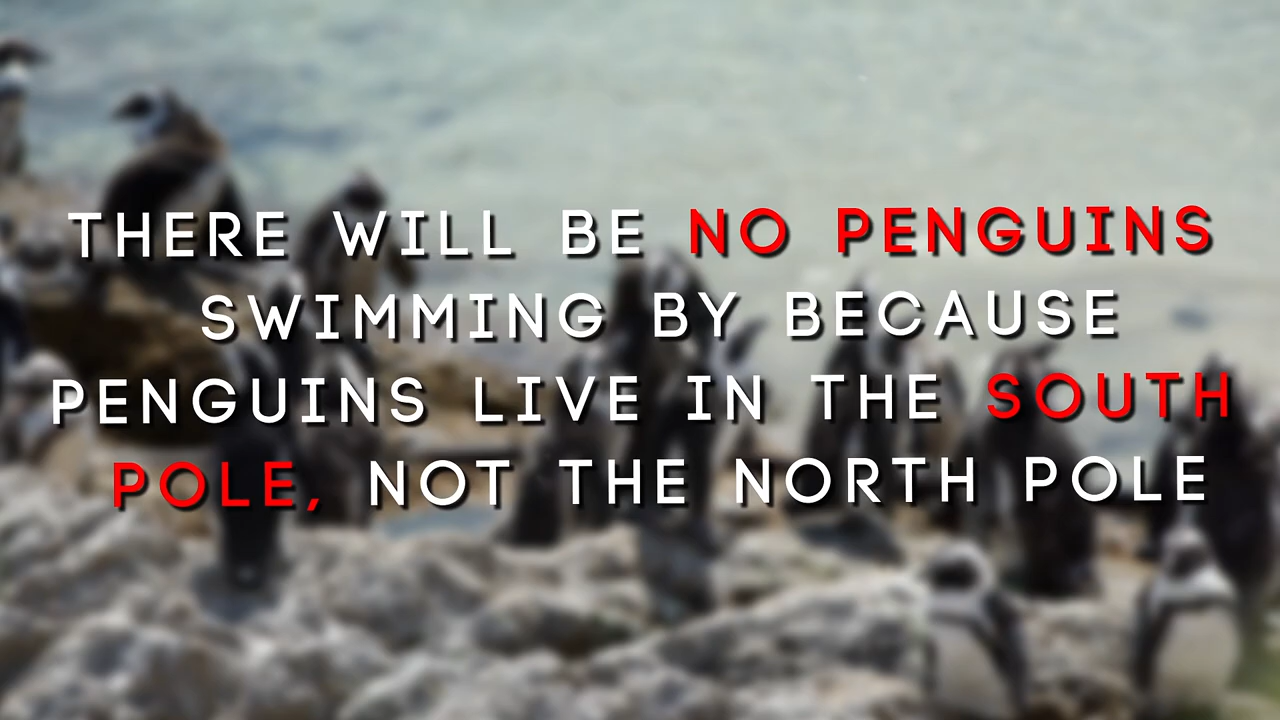 THERE WILL BE NO PENGUINS
SWIMMING BY BECAUSE
PENGUINS LIVE IN THE SOUTH
POLE, NOT THE NORTH POLE